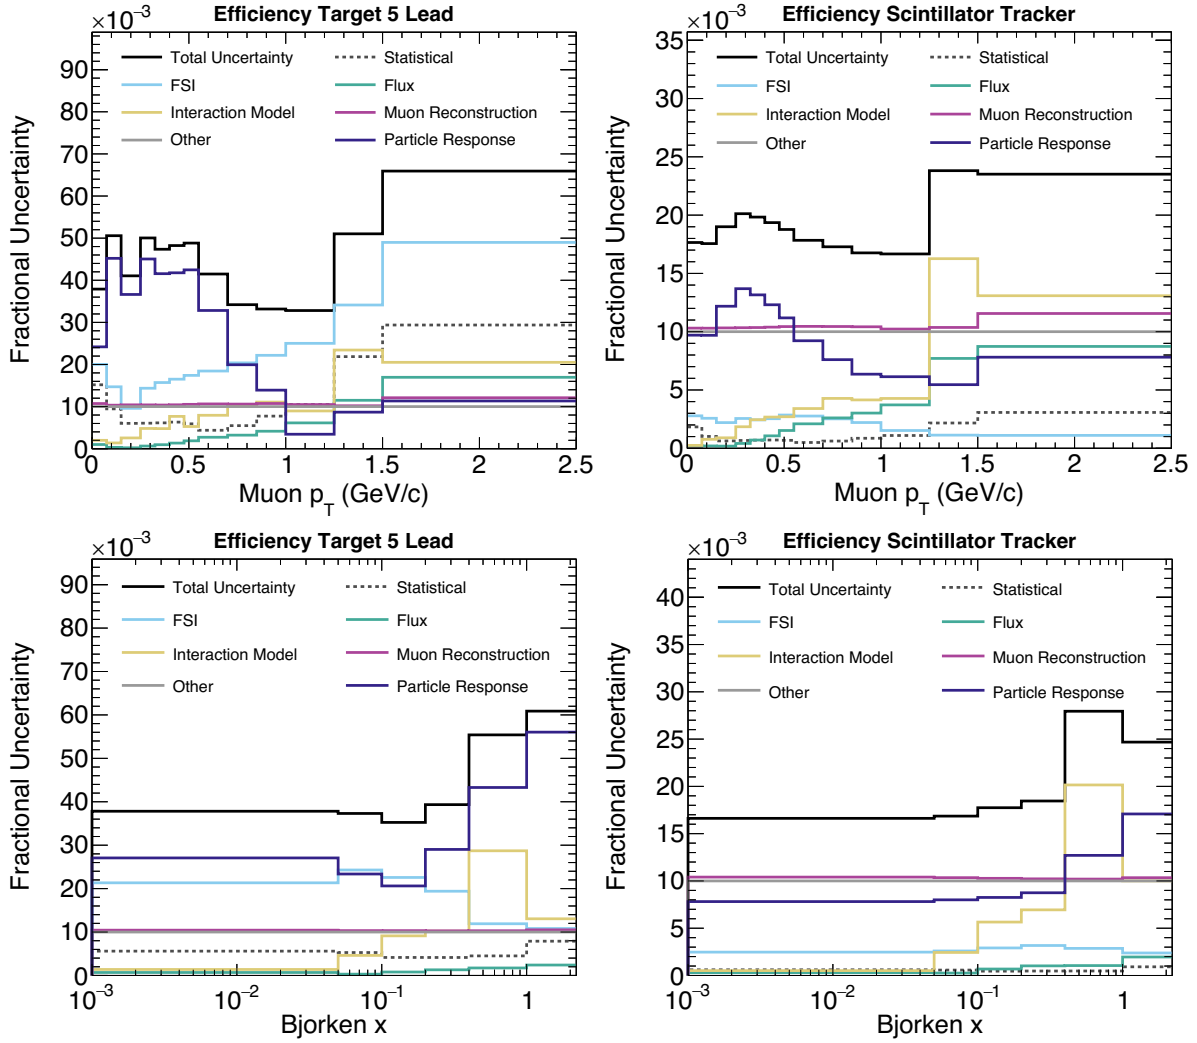 Efficiency Target 5 Lead
×10⁻³
Total Uncertainty
Statistical
FSI
Flux
Interaction Model
Muon Reconstruction
Other
Particle Response
Fractional Uncertainty
90
80
70
60
50
40
30
20
10
0
0 0.5 1 1.5 2 2.5
Muon p_T (GeV/c)
Efficiency Scintillator Tracker
×10⁻³
Total Uncertainty
Statistical
FSI
Flux
Interaction Model
Muon Reconstruction
Other
Particle Response
Fractional Uncertainty
35
30
25
20
15
10
5
0
0 0.5 1 1.5 2 2.5
Muon p_T (GeV/c)
Efficiency Target 5 Lead
×10⁻³
Total Uncertainty
Statistical
FSI
Flux
Interaction Model
Muon Reconstruction
Other
Particle Response
Fractional Uncertainty
90
80
70
60
50
40
30
20
10
0
10⁻³ 10⁻² 10⁻¹ 1
Bjorken x
Efficiency Scintillator Tracker
×10⁻³
Total Uncertainty
Statistical
FSI
Flux
Interaction Model
Muon Reconstruction
Other
Particle Response
Fractional Uncertainty
40
35
30
25
20
15
10
5
0
10⁻³ 10⁻² 10⁻¹ 1
Bjorken x